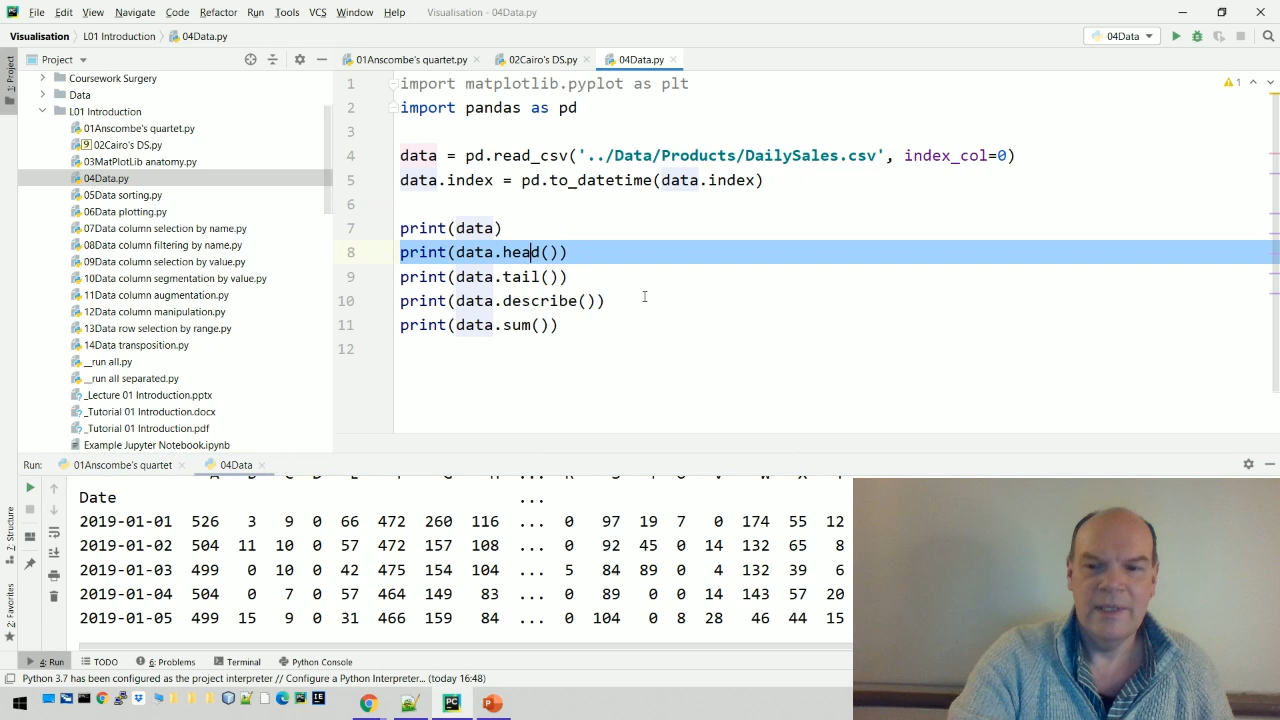 File Edit View Navigate Code Refactor Run Tools VCS Window Help Visualisation - 04Data.py
Visualisation L01 Introduction 04Data.py 04Data
Project 01Anscombe's quartet.py 02Cairo's DS.py 04Data.py
1: Project
Coursework Surgery
Data
L01 Introduction
01Anscombe's quartet.py
02Cairo's DS.py
03MatPlotLib anatomy.py
04Data.py
05Data sorting.py
06Data plotting.py
07Data column selection by name.py
08Data column filtering by name.py
09Data column selection by value.py
10Data column segmentation by value.py
11Data column augmentation.py
12Data column manipulation.py
13Data row selection by range.py
14Data transposition.py
__run all.py
__run all separated.py
_Lecture 01 Introduction.pptx
_Tutorial 01 Introduction.docx
_Tutorial 01 Introduction.pdf
Example Jupyter Notebook.ipynb
1 import matplotlib.pyplot as plt
2 import pandas as pd
3
4 data = pd.read_csv('../Data/Products/DailySales.csv', index_col=0)
5 data.index = pd.to_datetime(data.index)
6
7 print(data)
8 print(data.head())
9 print(data.tail())
10 print(data.describe())
11 print(data.sum())
12
1
Run: 01Anscombe's quartet 04Data
Date ...
2019-01-01 526 3 9 0 66 472 260 116 ... 0 97 19 7 0 174 55 12
2019-01-02 504 11 10 0 57 472 157 108 ... 0 92 45 0 14 132 65 8
2019-01-03 499 0 10 0 42 475 154 104 ... 5 84 89 0 4 132 39 6
2019-01-04 504 0 7 0 57 464 149 83 ... 0 89 0 0 14 143 57 20
2019-01-05 499 15 9 0 31 466 159 84 ... 0 104 0 8 28 46 44 15
7: Structure
2: Favorites
4: Run TODO 6: Problems Terminal Python Console
Python 3.7 has been configured as the project interpreter // Configure a Python Interpreter... (today 16:48)